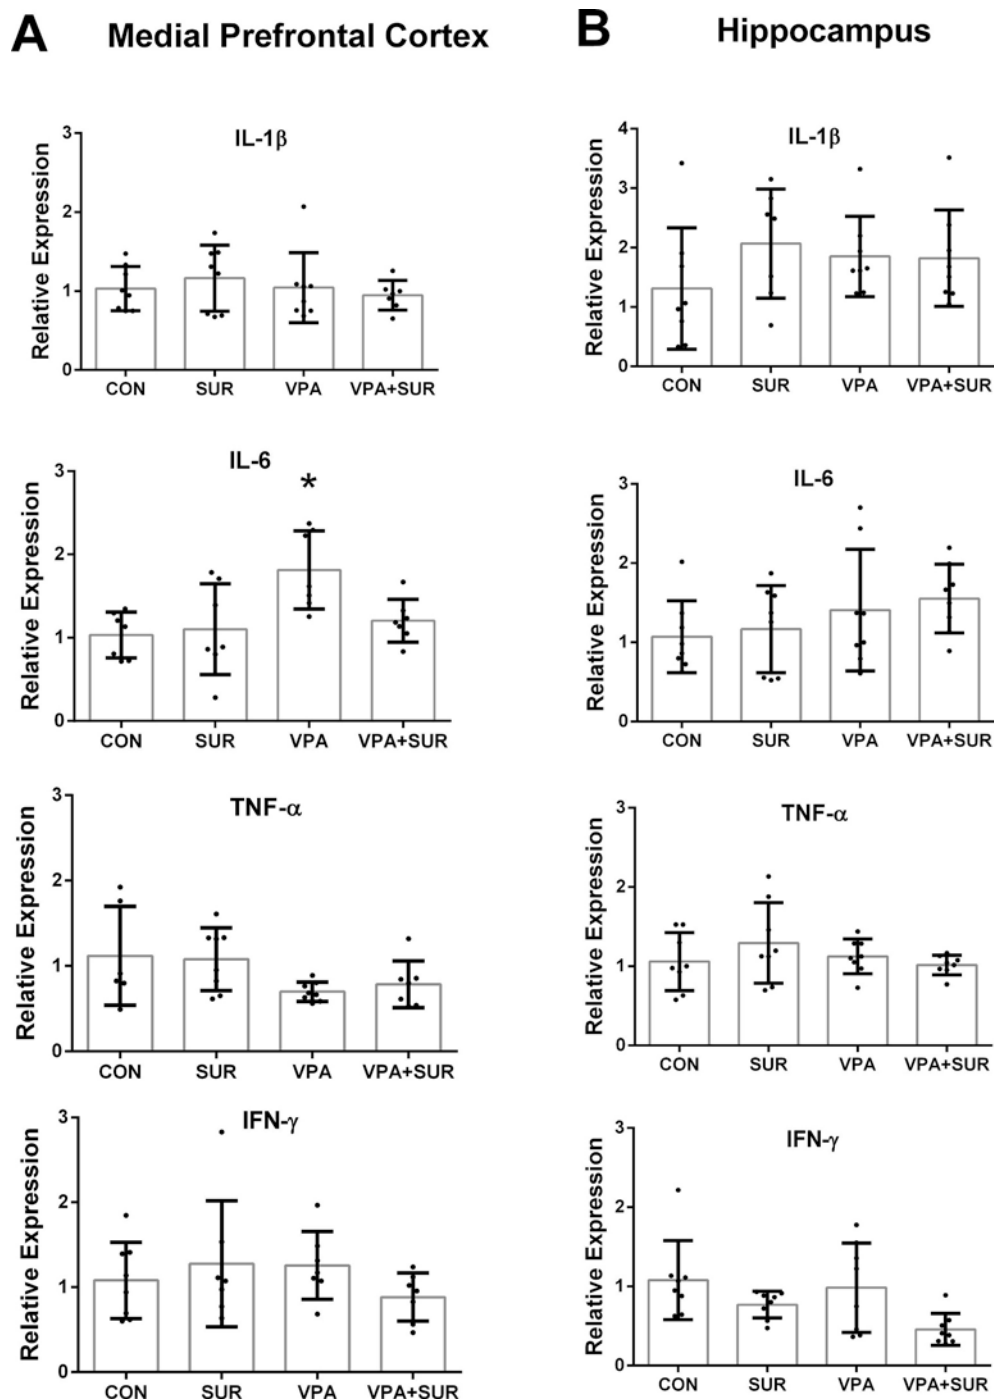 A Medial Prefrontal Cortex
B Hippocampus
IL-1β
Relative Expression
3
2
1
0
CON SUR VPA VPA+SUR
IL-6
*
Relative Expression
3
2
1
0
CON SUR VPA VPA+SUR
TNF-α
Relative Expression
3
2
1
0
CON SUR VPA VPA+SUR
IFN-γ
Relative Expression
3
2
1
0
CON SUR VPA VPA+SUR
IL-1β
Relative Expression
4
3
2
1
0
CON SUR VPA VPA+SUR
IL-6
Relative Expression
3
2
1
0
CON SUR VPA VPA+SUR
TNF-α
Relative Expression
3
2
1
0
CON SUR VPA VPA+SUR
IFN-γ
Relative Expression
3
2
1
0
CON SUR VPA VPA+SUR